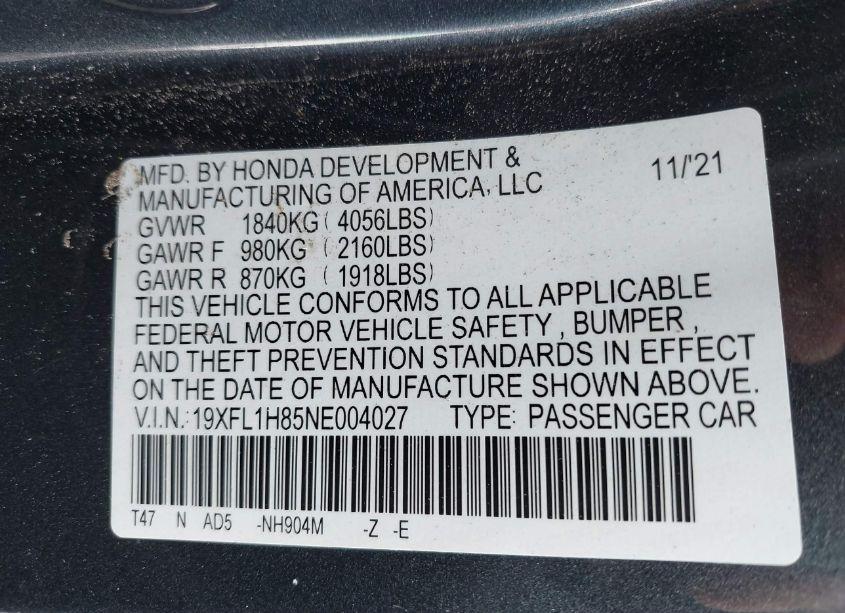 MFD. BY HONDA DEVELOPMENT &
MANUFACTURING OF AMERICA, LLC 11/'21
GVWR 1840KG ( 4056LBS)
GAWR F 980KG ( 2160LBS)
GAWR R 870KG ( 1918LBS)
THIS VEHICLE CONFORMS TO ALL APPLICABLE
FEDERAL MOTOR VEHICLE SAFETY , BUMPER ,
AND THEFT PREVENTION STANDARDS IN EFFECT
ON THE DATE OF MANUFACTURE SHOWN ABOVE.
V.I.N.: 19XFL1H85NE004027 TYPE: PASSENGER CAR
T47 N AD5 -NH904M -Z -E